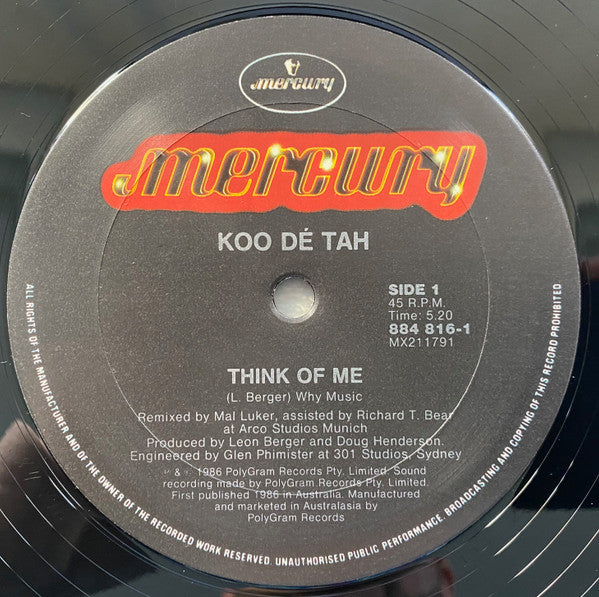 mercury
mercury
KOO DÉ TAH
SIDE 1
45 R.P.M.
Time: 5.20
884 816-1
MX211791
THINK OF ME
(L. Berger) Why Music
Remixed by Mal Luker, assisted by Richard T. Bear
at Arco Studios Munich
Produced by Leon Berger and Doug Henderson.
Engineered by Glen Phimister at 301 Studios, Sydney
℗ & © 1986 PolyGram Records Pty. Limited. Sound
recording made by PolyGram Records Pty. Limited.
First published 1986 in Australia. Manufactured
and marketed in Australasia by
PolyGram Records
ALL RIGHTS OF THE MANUFACTURER AND OF THE OWNER OF THE RECORDED WORK RESERVED. UNAUTHORISED PUBLIC PERFORMANCE, BROADCASTING AND COPYING OF THIS RECORD PROHIBITED